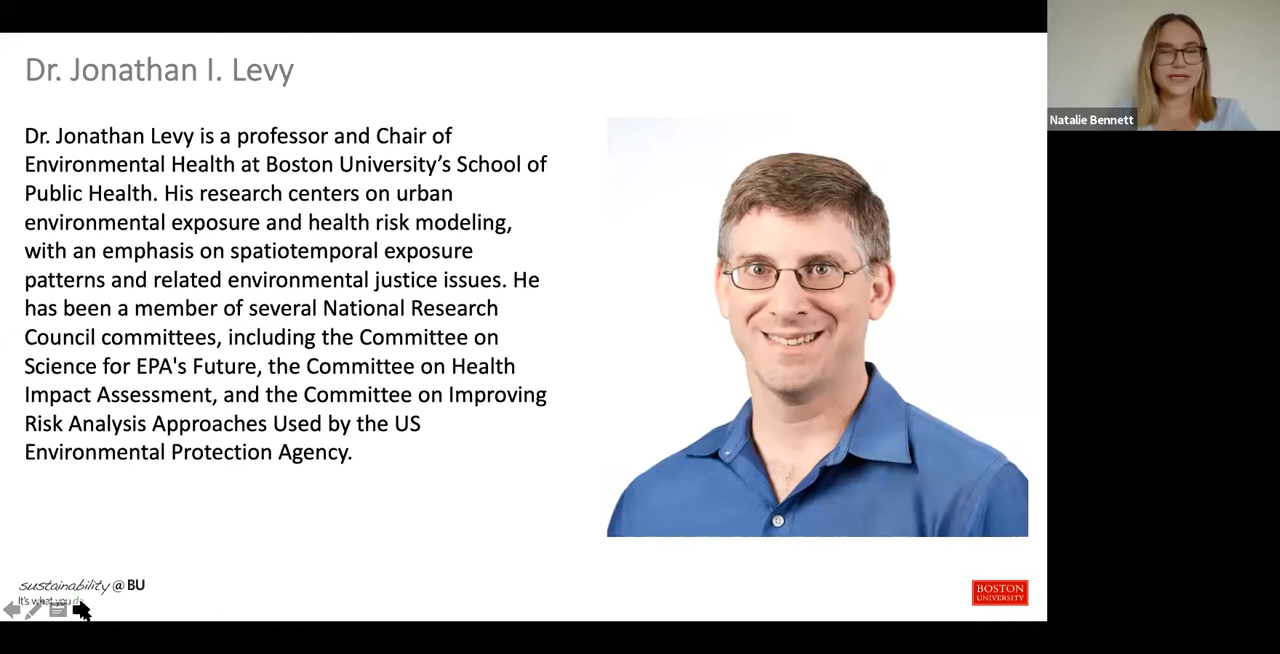 Dr. Jonathan I. Levy
Natalie Bennett
Dr. Jonathan Levy is a professor and Chair of
Environmental Health at Boston University’s School of
Public Health. His research centers on urban
environmental exposure and health risk modeling,
with an emphasis on spatiotemporal exposure
patterns and related environmental justice issues. He
has been a member of several National Research
Council committees, including the Committee on
Science for EPA's Future, the Committee on Health
Impact Assessment, and the Committee on Improving
Risk Analysis Approaches Used by the US
Environmental Protection Agency.
sustainability @ BU
It's what you do
BOSTON
UNIVERSITY